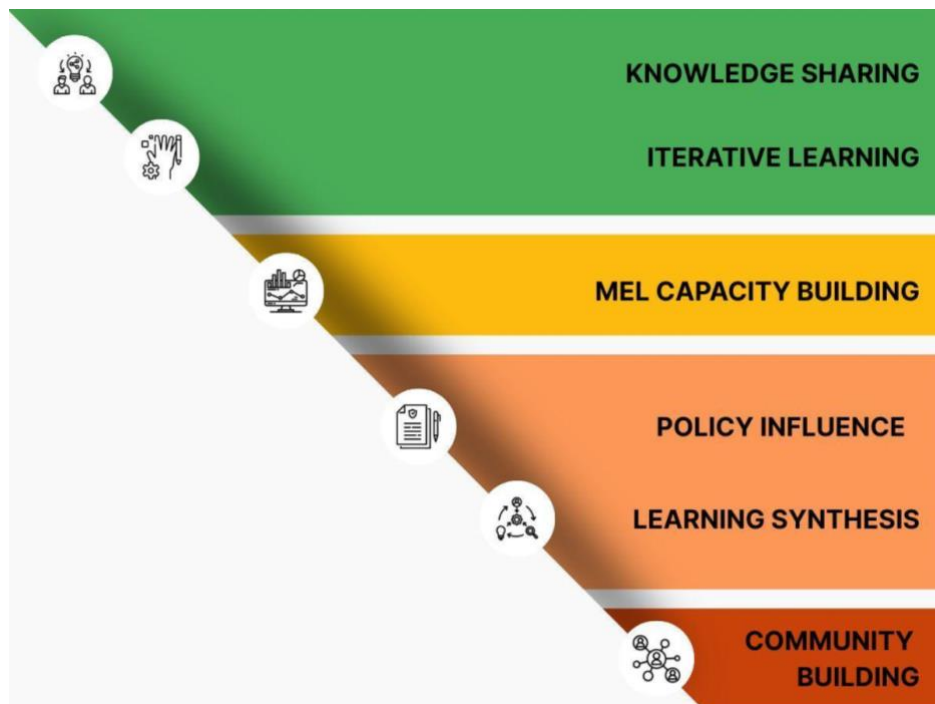 KNOWLEDGE SHARING
ITERATIVE LEARNING
MEL CAPACITY BUILDING
POLICY INFLUENCE
LEARNING SYNTHESIS
COMMUNITY
BUILDING